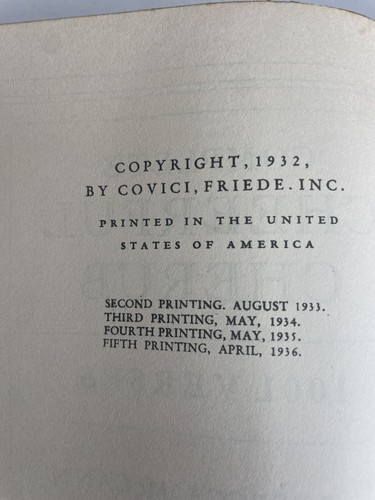 COPYRIGHT, 1932,
BY COVICI, FRIEDE. INC.
PRINTED IN THE UNITED
STATES OF AMERICA
SECOND PRINTING. AUGUST 1933.
THIRD PRINTING, MAY, 1934.
FOURTH PRINTING, MAY, 1935.
FIFTH PRINTING, APRIL, 1936.